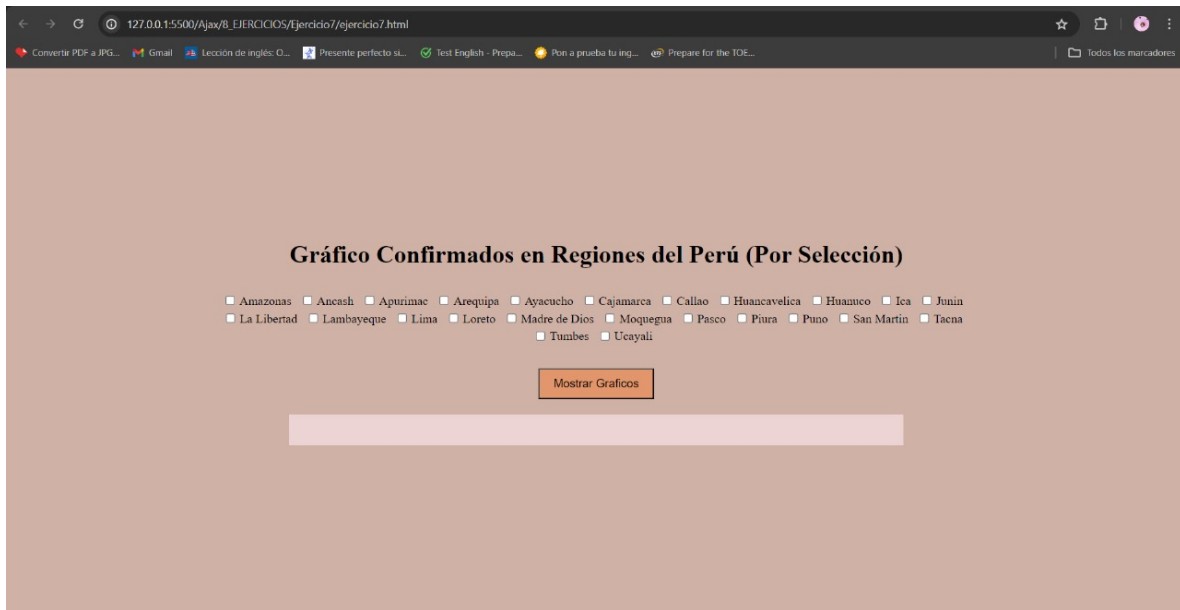 127.0.0.1:5500/Ajax/8_EJERCICIOS/Ejercicio7/ejercicio7.html
Convertir PDF a JPG... Gmail Lección de inglés: O... Presente perfecto si... Test English - Prepa... Pon a prueba tu ing... Prepare for the TOE... Todos los marcadores
Gráfico Confirmados en Regiones del Perú (Por Selección)
Amazonas Ancash Apurimac Arequipa Ayacucho Cajamarca Callao Huancavelica Huanuco Ica Junin
La Libertad Lambayeque Lima Loreto Madre de Dios Moquegua Pasco Piura Puno San Martin Tacna
Tumbes Ucayali
Mostrar Graficos